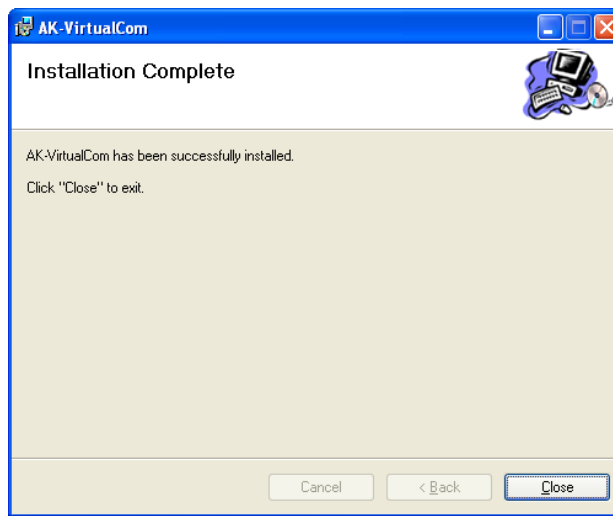 AK-VirtualCom
Installation Complete
AK-VirtualCom has been successfully installed.
Click "Close" to exit.
Cancel
< Back
Close